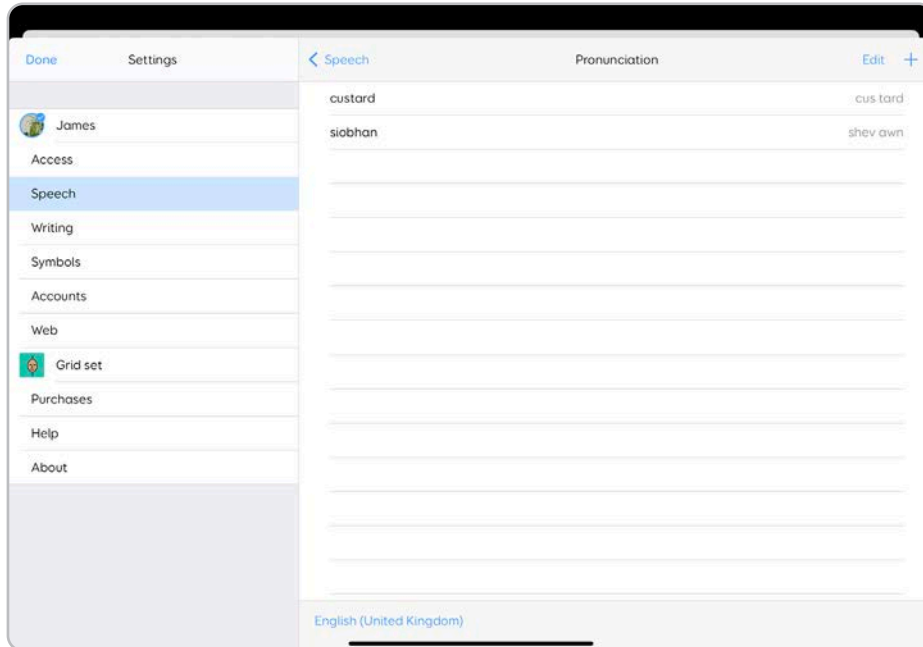 Done Settings
Speech Pronunciation Edit +
custard cus tard
siobhan shev awn
James
Access
Speech
Writing
Symbols
Accounts
Web
Grid set
Purchases
Help
About
English (United Kingdom)